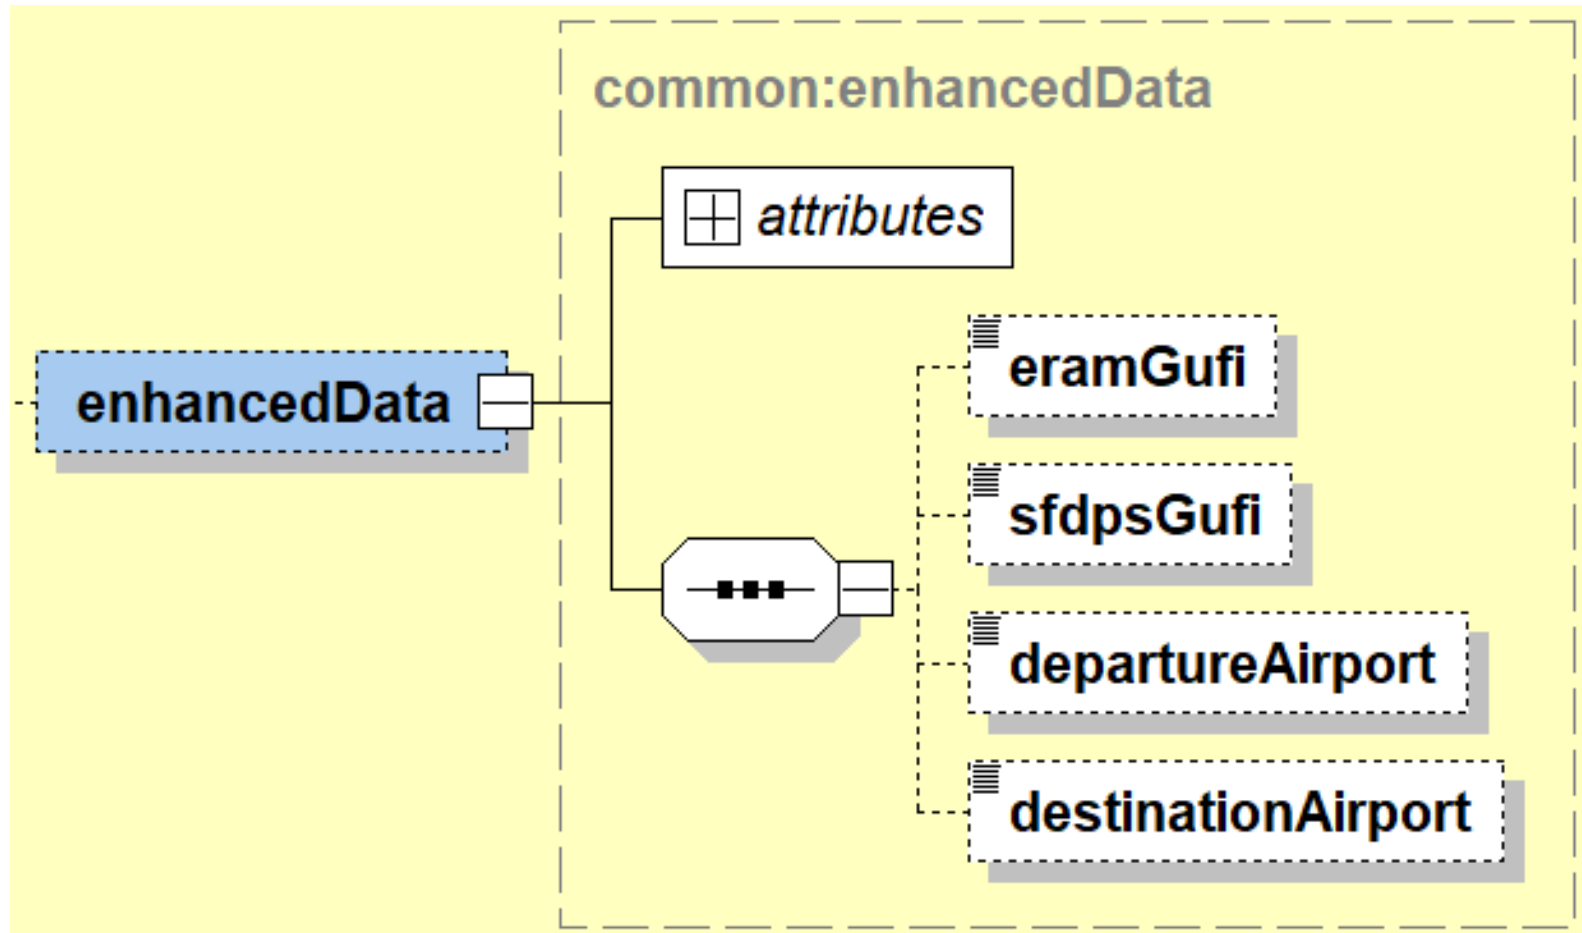 common:enhancedData
attributes
enhancedData
eramGufi
sfdpsGufi
departureAirport
destinationAirport